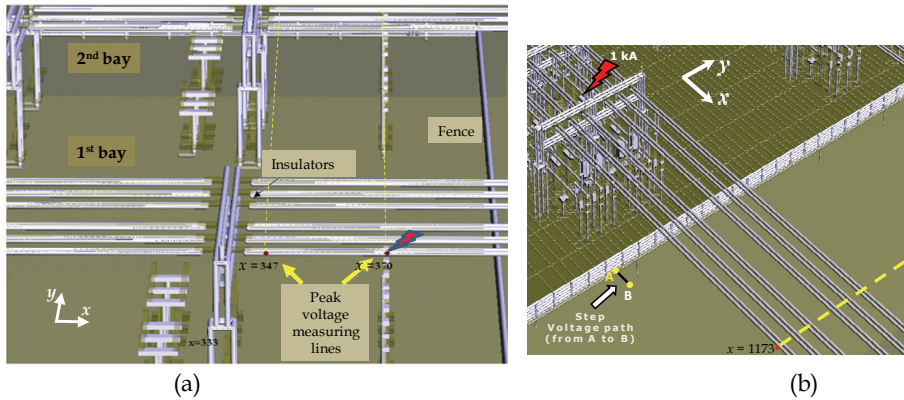 2nd bay
1st bay
Fence
Insulators
x = 347
x = 370
Peak
voltage
measuring
lines
y
x
x=333
(a)
1 kA
y
x
A
B
Step
Voltage path
(from A to B)
x = 1173
(b)